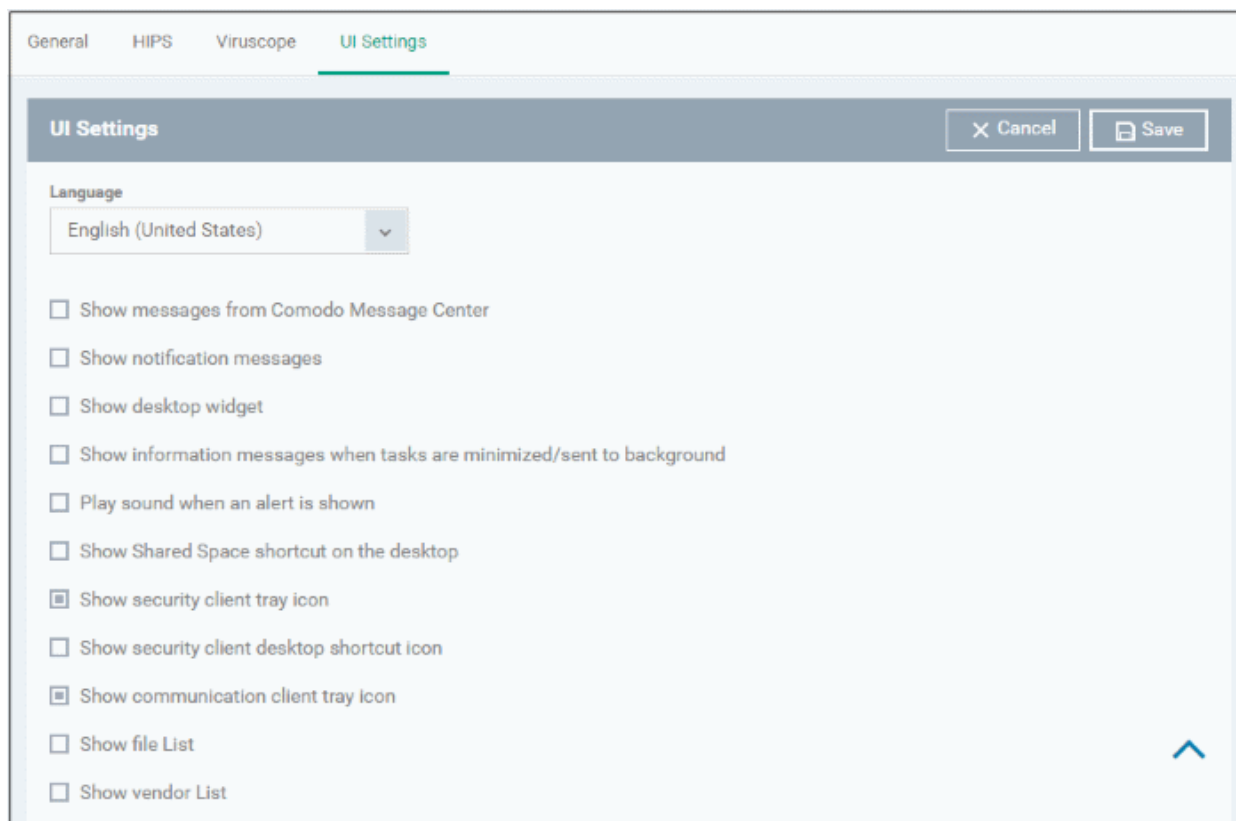 General HIPS Viruscope UI Settings
UI Settings Cancel Save
Language
English (United States)
Show messages from Comodo Message Center
Show notification messages
Show desktop widget
Show information messages when tasks are minimized/sent to background
Play sound when an alert is shown
Show Shared Space shortcut on the desktop
Show security client tray icon
Show security client desktop shortcut icon
Show communication client tray icon
Show file List
Show vendor List